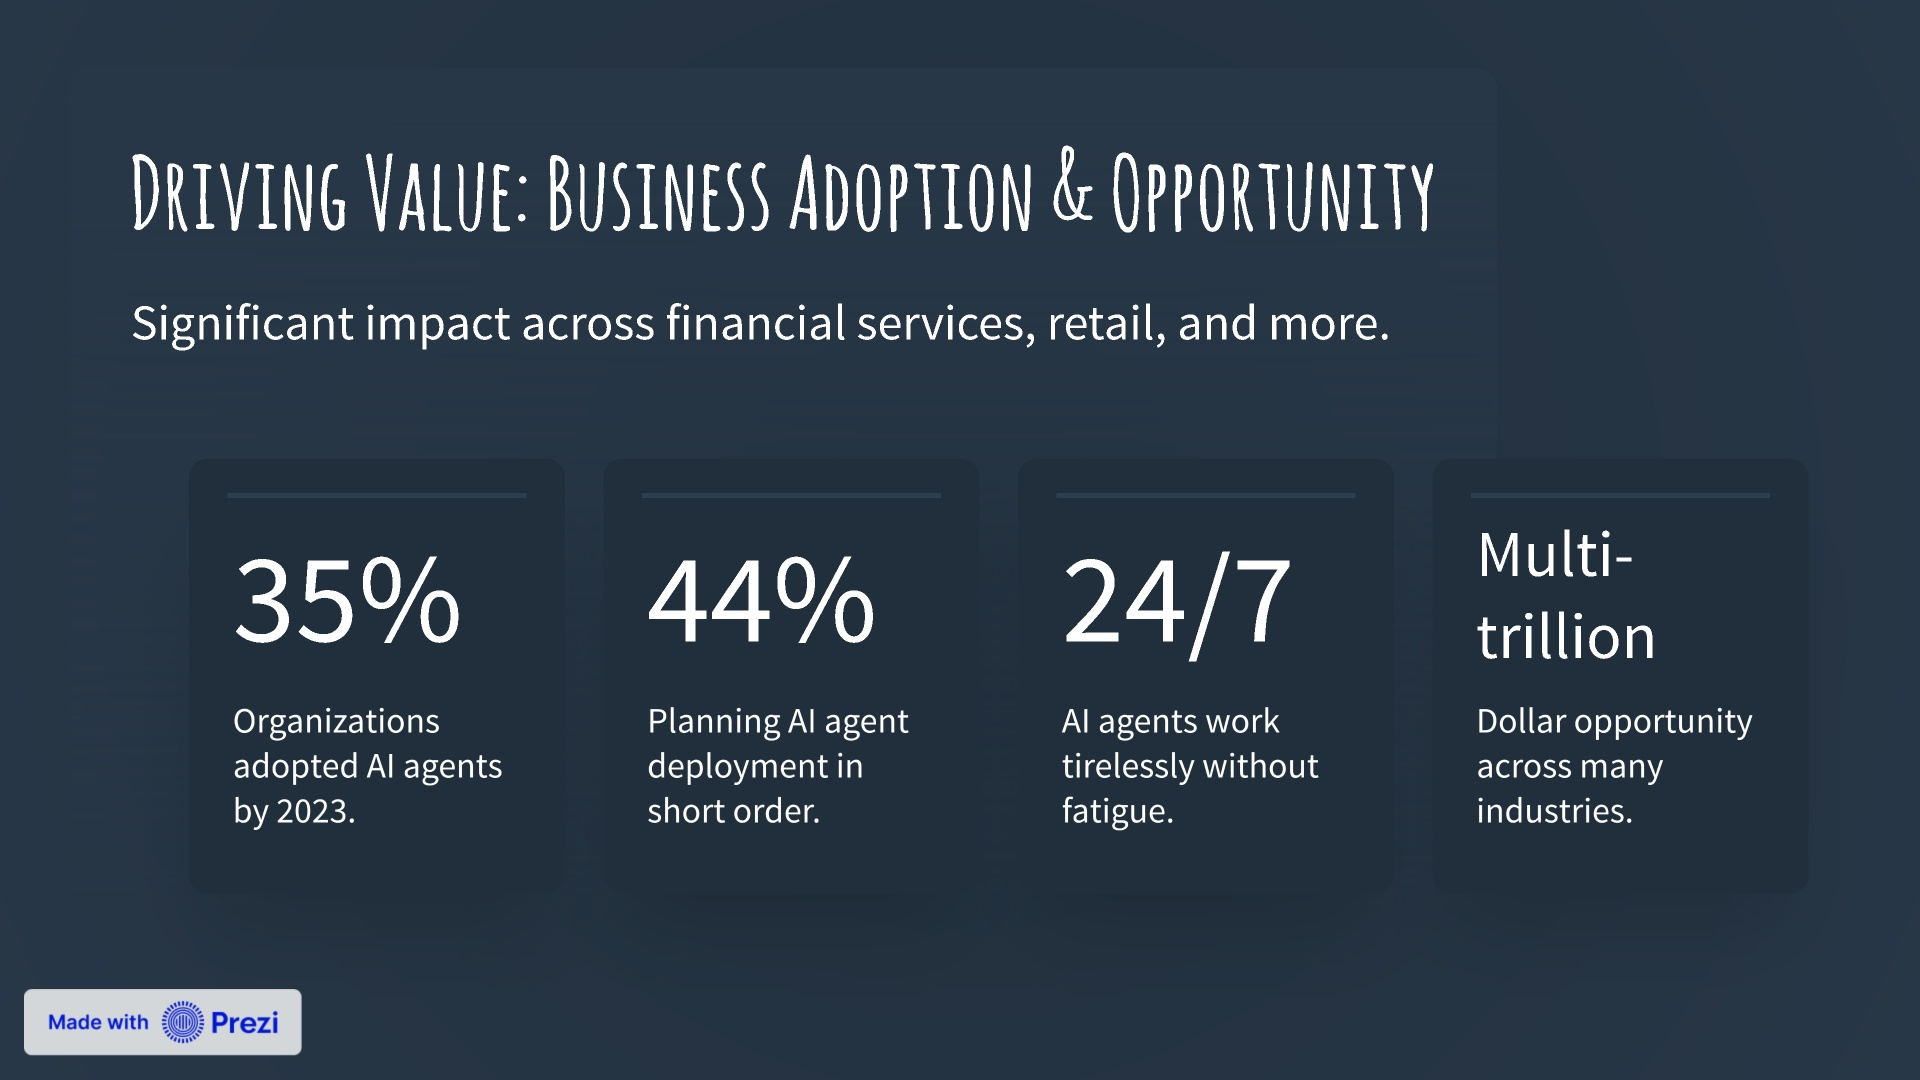 Driving Value: Business Adoption & Opportunity
Significant impact across financial services, retail, and more.
35%
Organizations
adopted AI agents
by 2023.
44%
Planning AI agent
deployment in
short order.
24/7
AI agents work
tirelessly without
fatigue.
Multi-
trillion
Dollar opportunity
across many
industries.
Made with Prezi